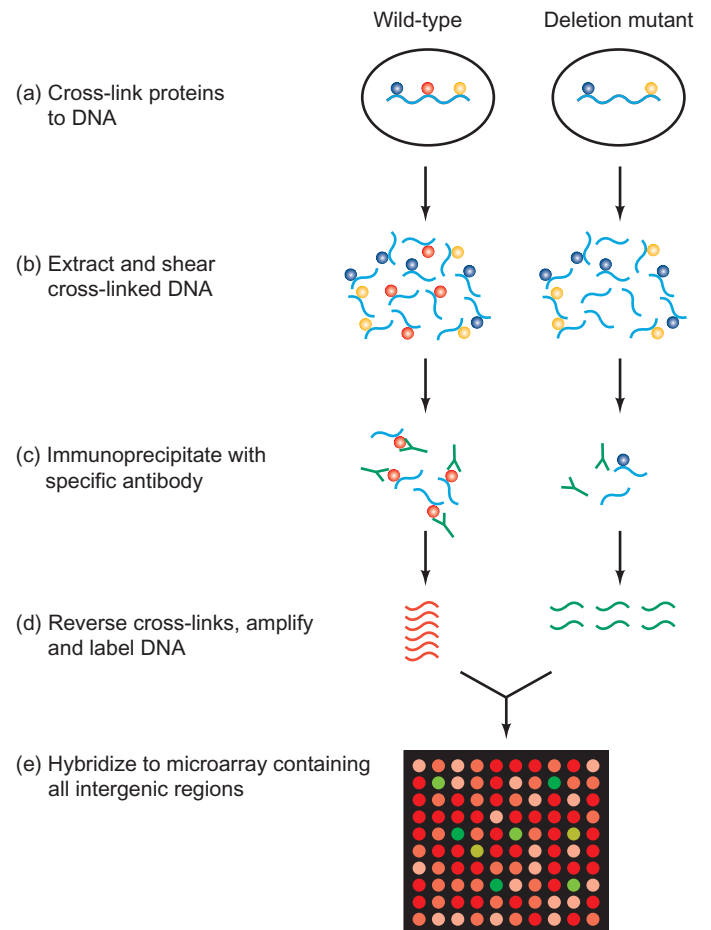 Wild-type
Deletion mutant
(a) Cross-link proteins
to DNA
(b) Extract and shear
cross-linked DNA
(c) Immunoprecipitate with
specific antibody
(d) Reverse cross-links, amplify
and label DNA
(e) Hybridize to microarray containing
all intergenic regions